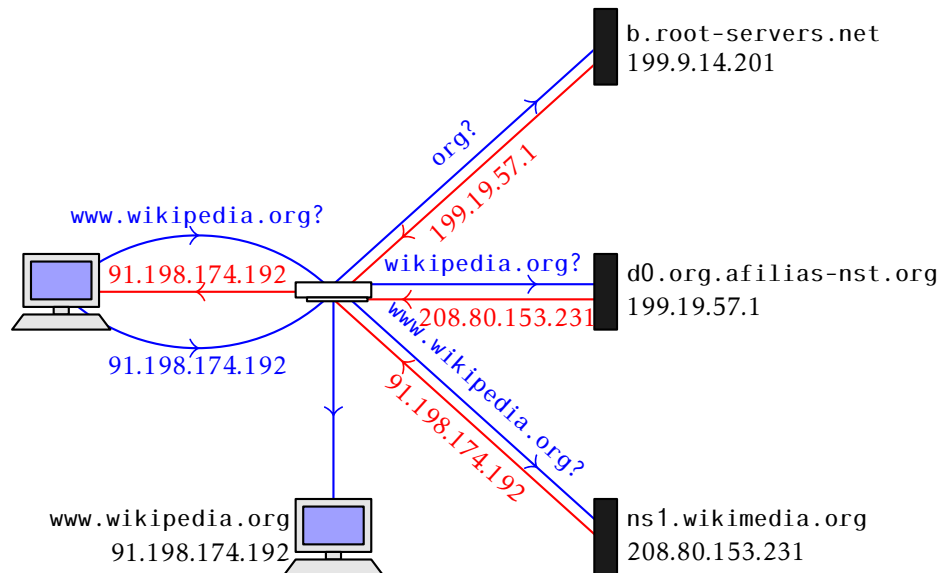 b.root-servers.net
199.9.14.201
org?
199.19.57.1
www.wikipedia.org?
91.198.174.192
91.198.174.192
wikipedia.org?
208.80.153.231
d0.org.afilias-nst.org
199.19.57.1
www.wikipedia.org?
91.198.174.192
www.wikipedia.org
91.198.174.192
ns1.wikimedia.org
208.80.153.231